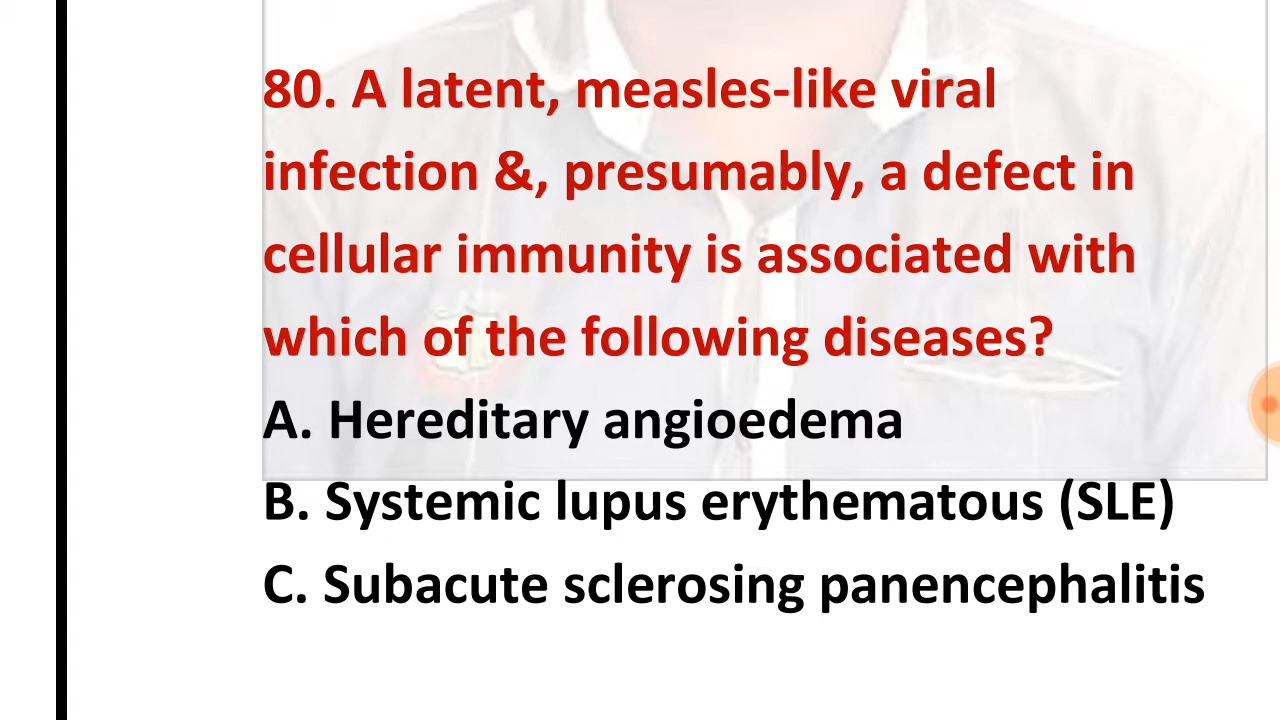 80. A latent, measles-like viral
infection &, presumably, a defect in
cellular immunity is associated with
which of the following diseases?
A. Hereditary angioedema
B. Systemic lupus erythematous (SLE)
C. Subacute sclerosing panencephalitis